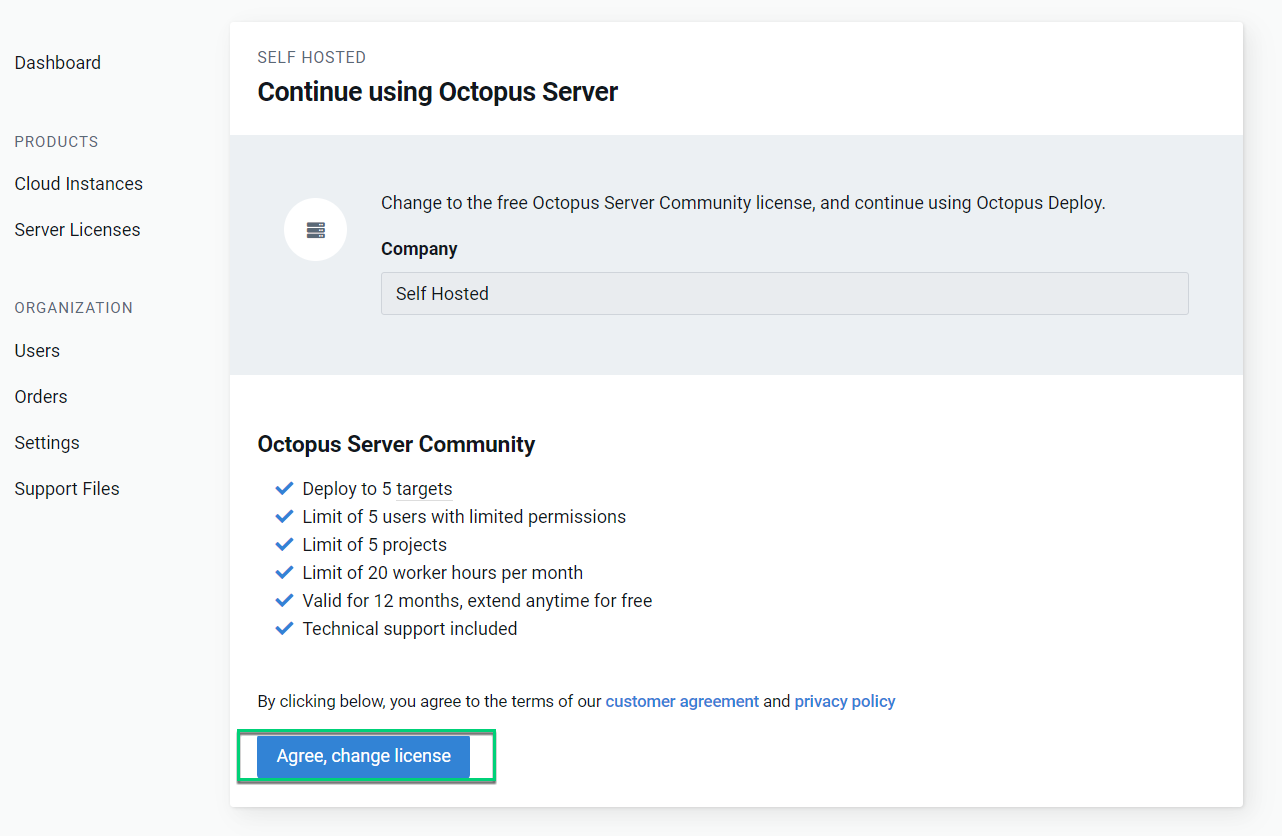 Dashboard
PRODUCTS
Cloud Instances
Server Licenses
ORGANIZATION
Users
Orders
Settings
Support Files
SELF HOSTED
Continue using Octopus Server
Change to the free Octopus Server Community license, and continue using Octopus Deploy.
Company
Self Hosted
Octopus Server Community
Deploy to 5 targets
Limit of 5 users with limited permissions
Limit of 5 projects
Limit of 20 worker hours per month
Valid for 12 months, extend anytime for free
Technical support included
By clicking below, you agree to the terms of our customer agreement and privacy policy
Agree, change license